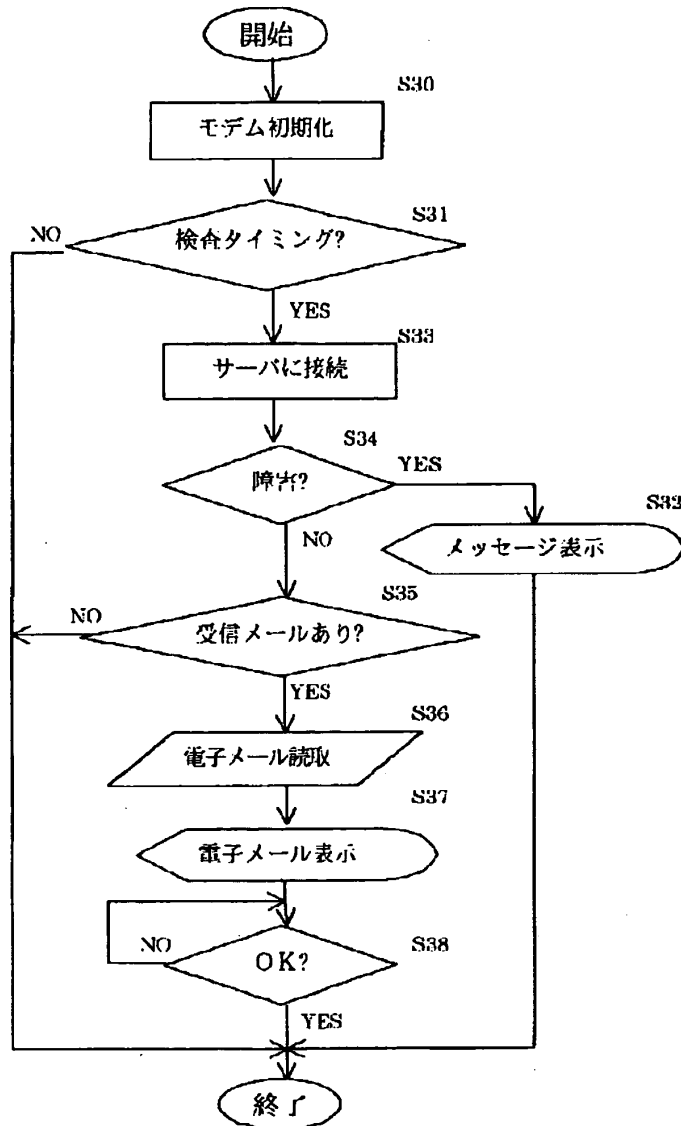 開始
S30
モデム初期化
S31
NO
検査タイミング?
YES
S33
サーバに接続
S34
障害?
YES
S32
NO
メッセージ表示
S35
NO
受信メールあり?
YES
S36
電子メール読取
S37
電子メール表示
NO
S38
OK?
YES
終了